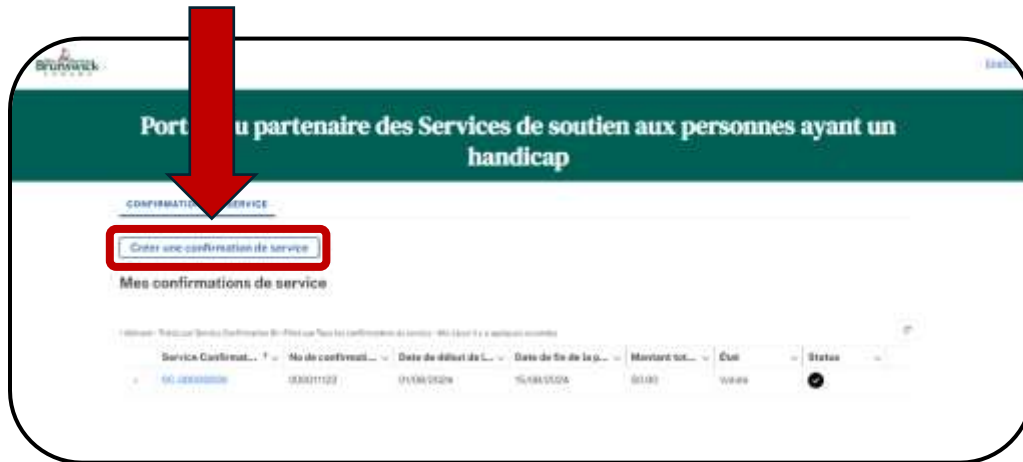 Brunswick
Port u partenaire des Services de soutien aux personnes ayant un
handicap
CONFIRMATIO SERVICE
Créer une confirmation de service
Mes confirmations de service
Service Confirmat... No de confirmati... Date de début de l... Date de fin de la p... Montant tot... État Status
000011122 01/08/2024 15/08/2024 $0.00